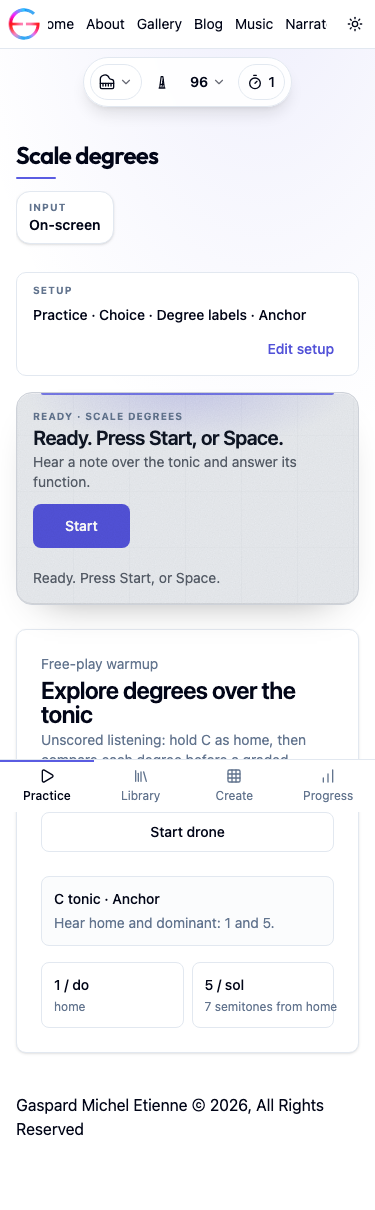 ome About Gallery Blog Music Narrat
96 1
Scale degrees
INPUT
On-screen
SETUP
Practice · Choice · Degree labels · Anchor
Edit setup
READY · SCALE DEGREES
Ready. Press Start, or Space.
Hear a note over the tonic and answer its
function.
Start
Ready. Press Start, or Space.
Free-play warmup
Explore degrees over the
tonic
Unscored listening: hold C as home, then
Practice Library Create Progress
Start drone
C tonic · Anchor
Hear home and dominant: 1 and 5.
1 / do
home
5 / sol
7 semitones from home
Gaspard Michel Etienne © 2026, All Rights
Reserved